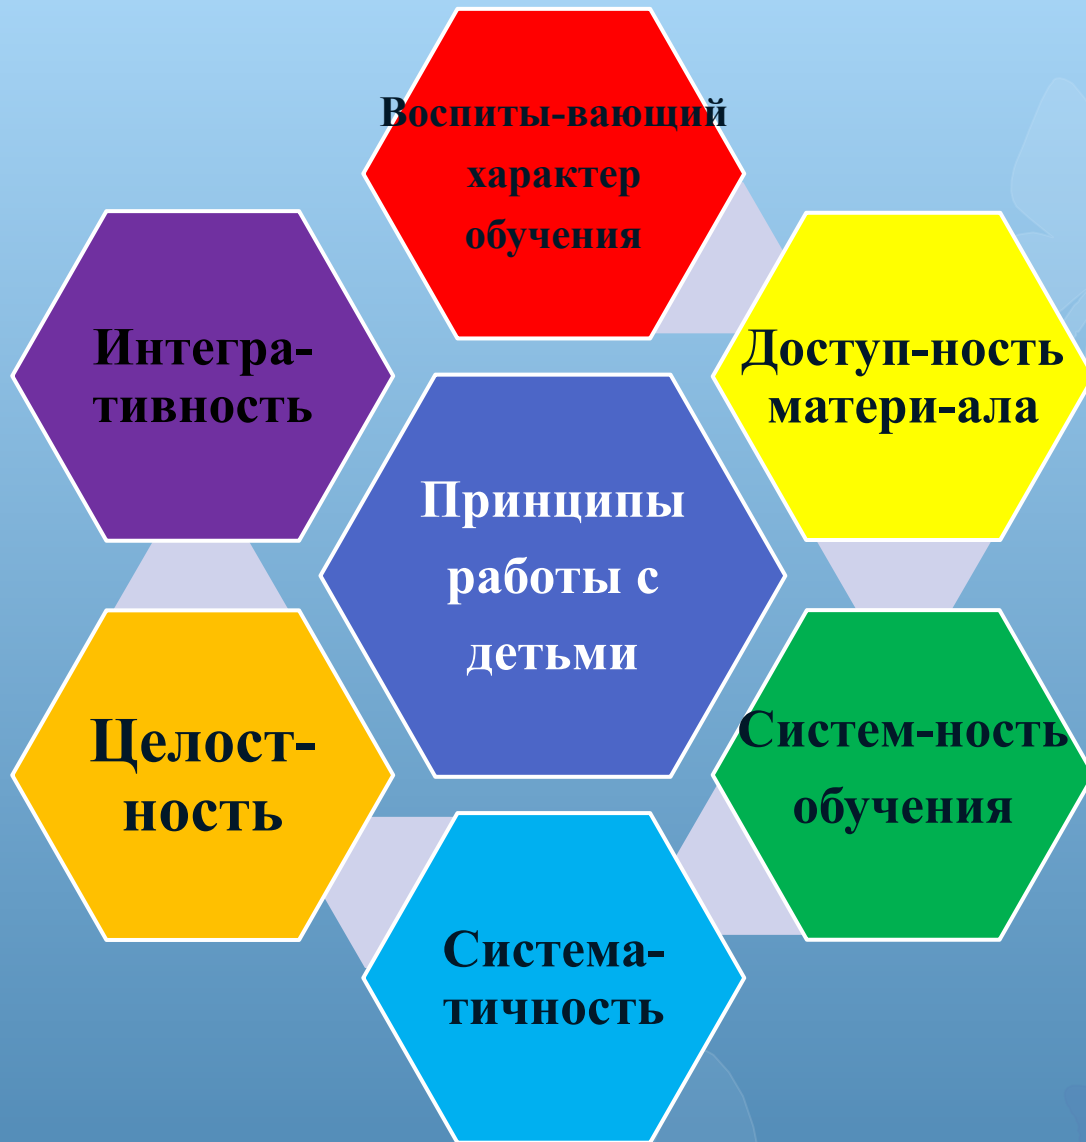 Воспиты-вающий
характер
обучения
Доступ-ность
матери-ала
Систем-ность
обучения
Система-
тичность
Целост-
ность
Интегра-
тивность
Принципы
работы с
детьми